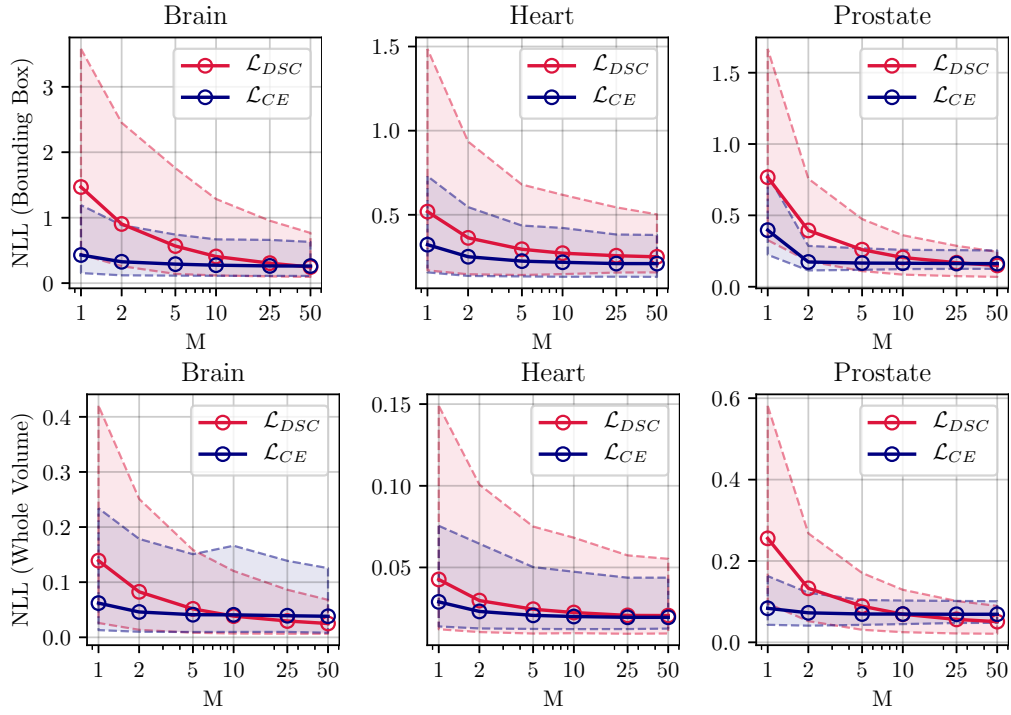 Brain Heart Prostate
NLL (Bounding Box)
3
2
1
0
ℒ_DSC
ℒ_CE
1 2 5 10 25 50
M
1.5
1.0
0.5
ℒ_DSC
ℒ_CE
1 2 5 10 25 50
M
1.5
1.0
0.5
0.0
ℒ_DSC
ℒ_CE
1 2 5 10 25 50
M
Brain Heart Prostate
NLL (Whole Volume)
0.4
0.3
0.2
0.1
0.0
ℒ_DSC
ℒ_CE
1 2 5 10 25 50
M
0.15
0.10
0.05
ℒ_DSC
ℒ_CE
1 2 5 10 25 50
M
0.6
0.4
0.2
0.0
ℒ_DSC
ℒ_CE
1 2 5 10 25 50
M